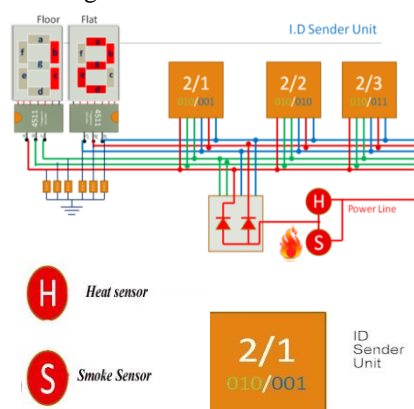 Floor Flat
I.D Sender Unit
a
f b
g
e c
d
a
f b
g
e c
d
4511
4511
2/1
010/001
2/2
010/010
2/3
010/011
H
Power Line
S
H
Heat sensor
S
Smoke Sensor
2/1
010/001
ID
Sender
Unit